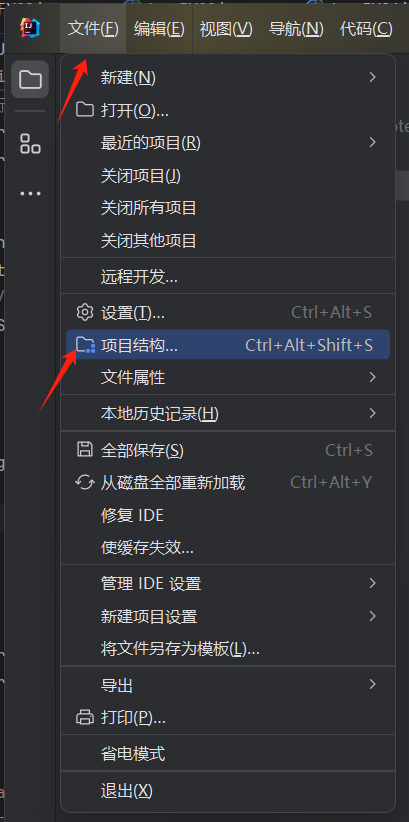 文件(F) 编辑(E) 视图(V) 导航(N) 代码(C)
新建(N)
打开(O)...
最近的项目(R)
关闭项目(J)
关闭所有项目
关闭其他项目
远程开发...
设置(T)... Ctrl+Alt+S
项目结构... Ctrl+Alt+Shift+S
文件属性
本地历史记录(H)
全部保存(S) Ctrl+S
从磁盘全部重新加载 Ctrl+Alt+Y
修复 IDE
使缓存失效...
管理 IDE 设置
新建项目设置
将文件另存为模板(L)...
导出
打印(P)...
省电模式
退出(X)